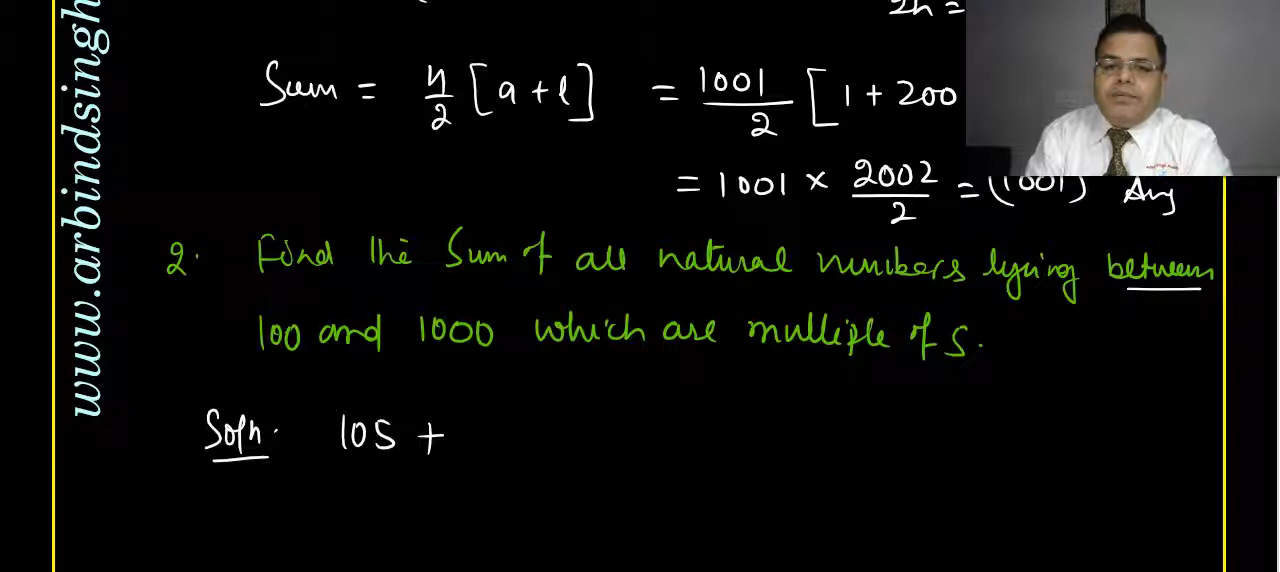 2n =
Sum = n/2 [a + l] = 1001/2 [1 + 200
= 1001 × 2002/2 = (1001) Ans
2. Find the Sum of all natural numbers lying between
100 and 1000 which are multiple of 5.
Soln. 105 +
www.arbindsingh